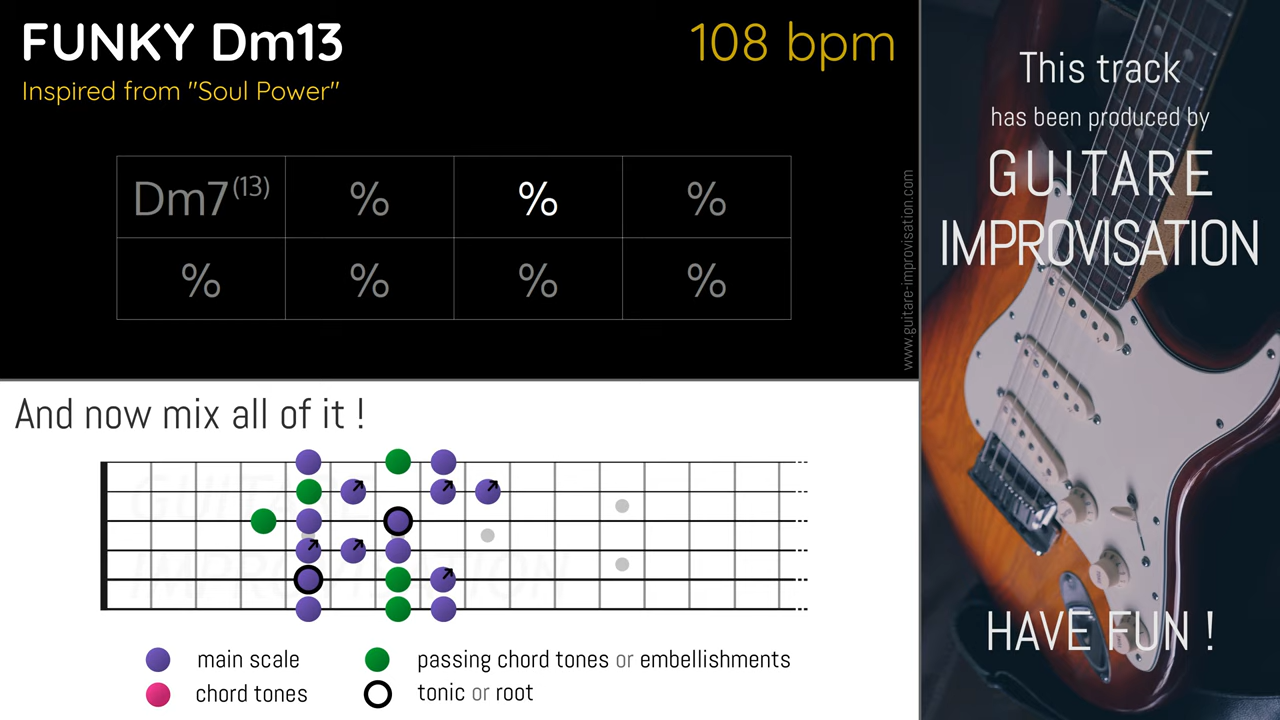 FUNKY Dm13
108 bpm
Inspired from "Soul Power"
Dm7(13) % % %
% % % %
www.guitare-improvisation.com
This track
has been produced by
GUITARE
IMPROVISATION
HAVE FUN !
And now mix all of it !
GUITARE
IMPROVISATION
main scale
passing chord tones or embellishments
chord tones
tonic or root